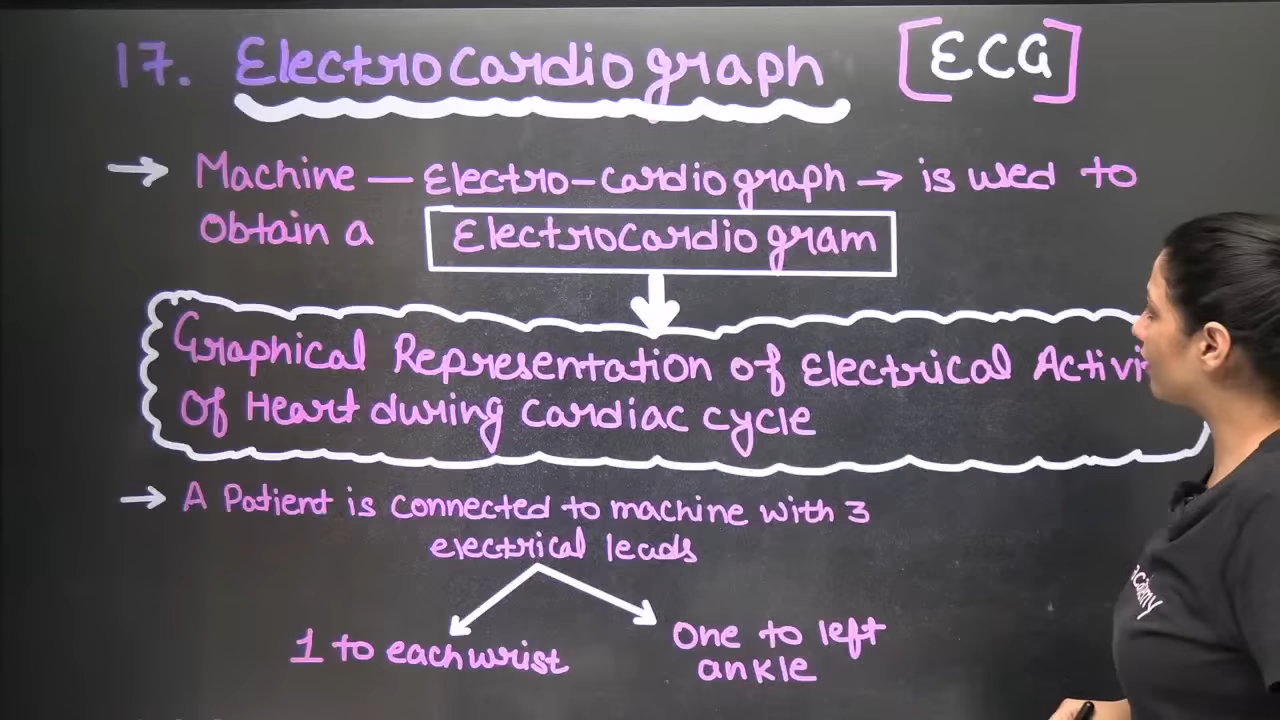 17. Electrocardiograph [ECG]
→ Machine — Electro-Cardiograph → is used to
Obtain a Electrocardiogram
Graphical Representation of Electrical Activi
Of Heart during Cardiac cycle
→ A Patient is connected to machine with 3
electrical leads
1 to each wrist
One to left
ankle